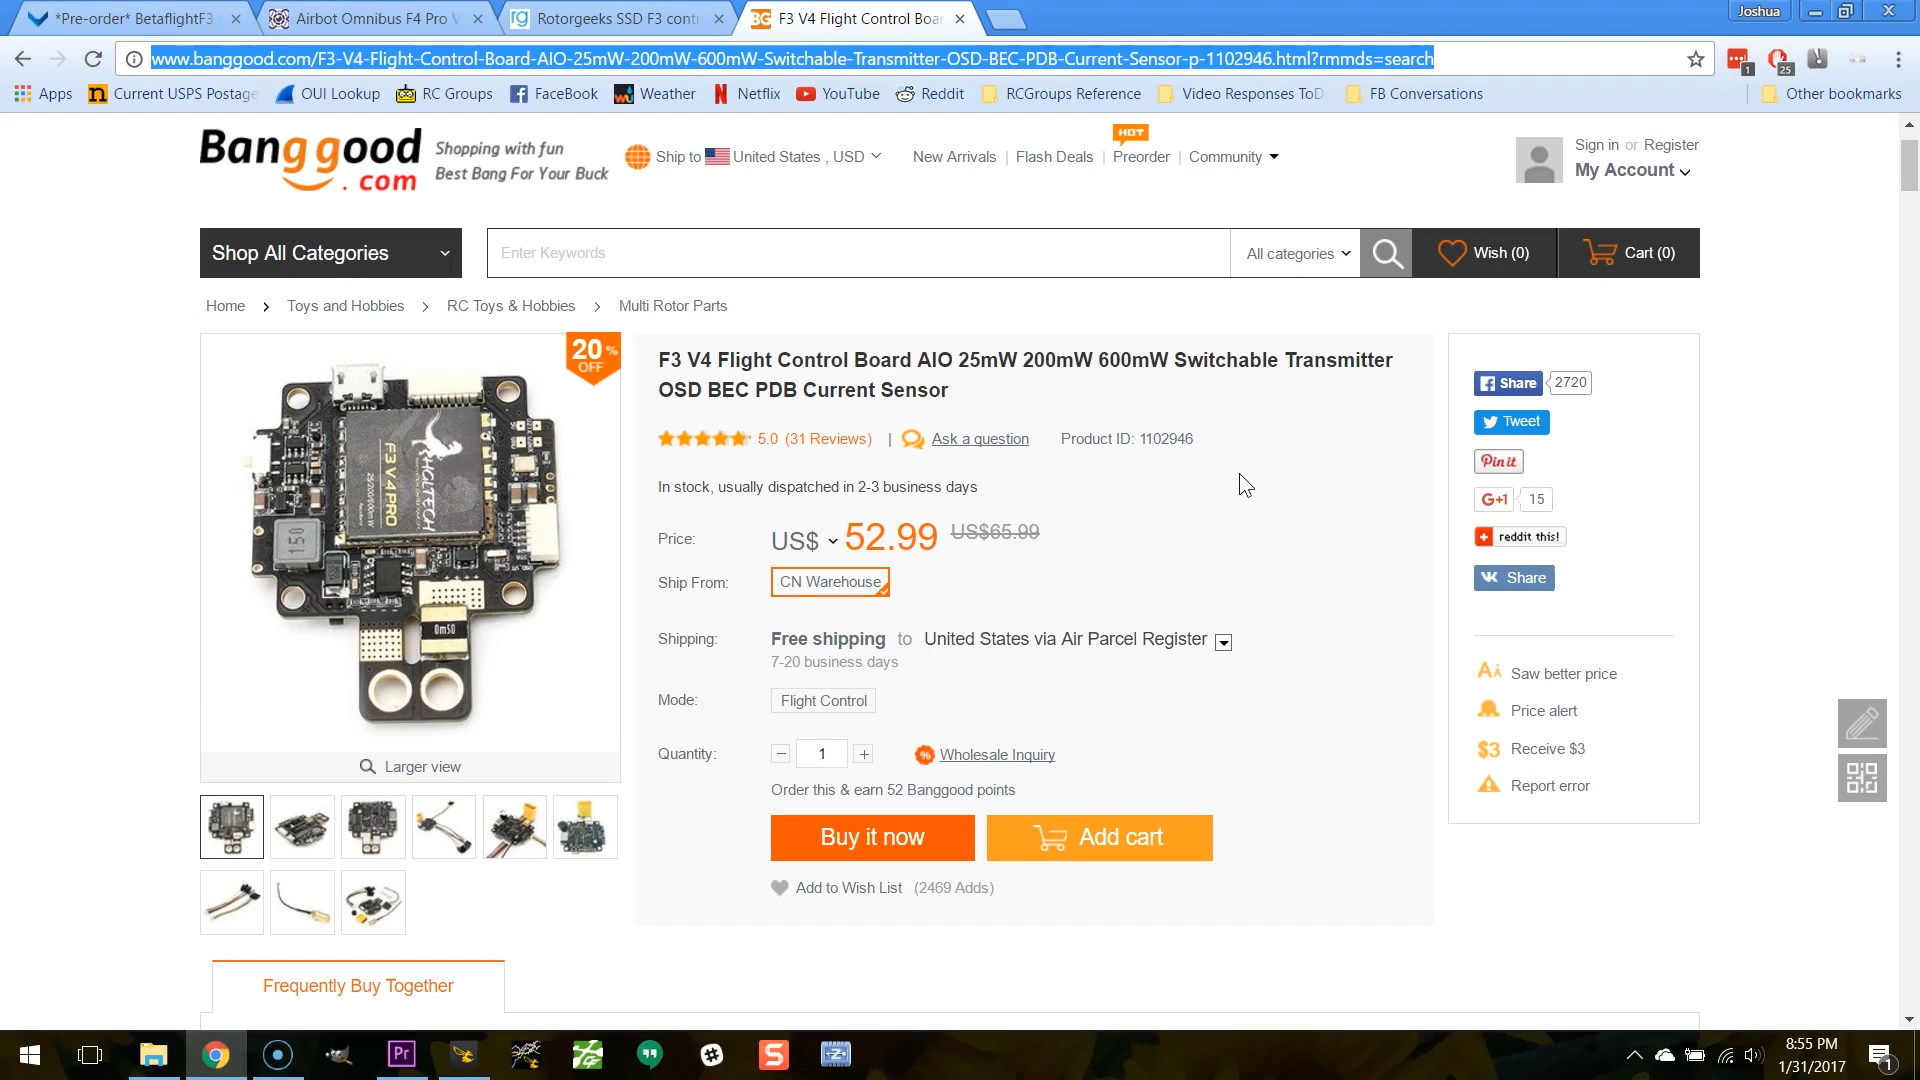 *Pre-order* BetaflightF3
Airbot Omnibus F4 Pro V
Rotorgeeks SSD F3 contr
F3 V4 Flight Control Boar
Joshua
www.banggood.com/F3-V4-Flight-Control-Board-AIO-25mW-200mW-600mW-Switchable-Transmitter-OSD-BEC-PDB-Current-Sensor-p-1102946.html?rmmds=search
1
25
Apps
Current USPS Postage
OUI Lookup
RC Groups
FaceBook
Weather
Netflix
YouTube
Reddit
RCGroups Reference
Video Responses ToDo
FB Conversations
Other bookmarks
Banggood
.com
Shopping with fun
Best Bang For Your Buck
Ship to United States , USD
New Arrivals | Flash Deals | Preorder | Community
HOT
Sign in or Register
My Account
Shop All Categories
Enter Keywords
All categories
Wish (0)
Cart (0)
Home > Toys and Hobbies > RC Toys & Hobbies > Multi Rotor Parts
20%
OFF
HGLTECH
F3V4PRO
25/200/600mW
150
0m50
Larger view
F3 V4 Flight Control Board AIO 25mW 200mW 600mW Switchable Transmitter
OSD BEC PDB Current Sensor
5.0 (31 Reviews) | Ask a question Product ID: 1102946
In stock, usually dispatched in 2-3 business days
Price: US$ 52.99 US$65.99
Ship From: CN Warehouse
Shipping: Free shipping to United States via Air Parcel Register
7-20 business days
Mode: Flight Control
Quantity: − 1 + Wholesale Inquiry
Order this & earn 52 Banggood points
Buy it now
Add cart
Add to Wish List (2469 Adds)
Share 2720
Tweet
Pin it
G+1 15
reddit this!
Share
Saw better price
Price alert
$3 Receive $3
Report error
Frequently Buy Together
8:55 PM
1/31/2017
1